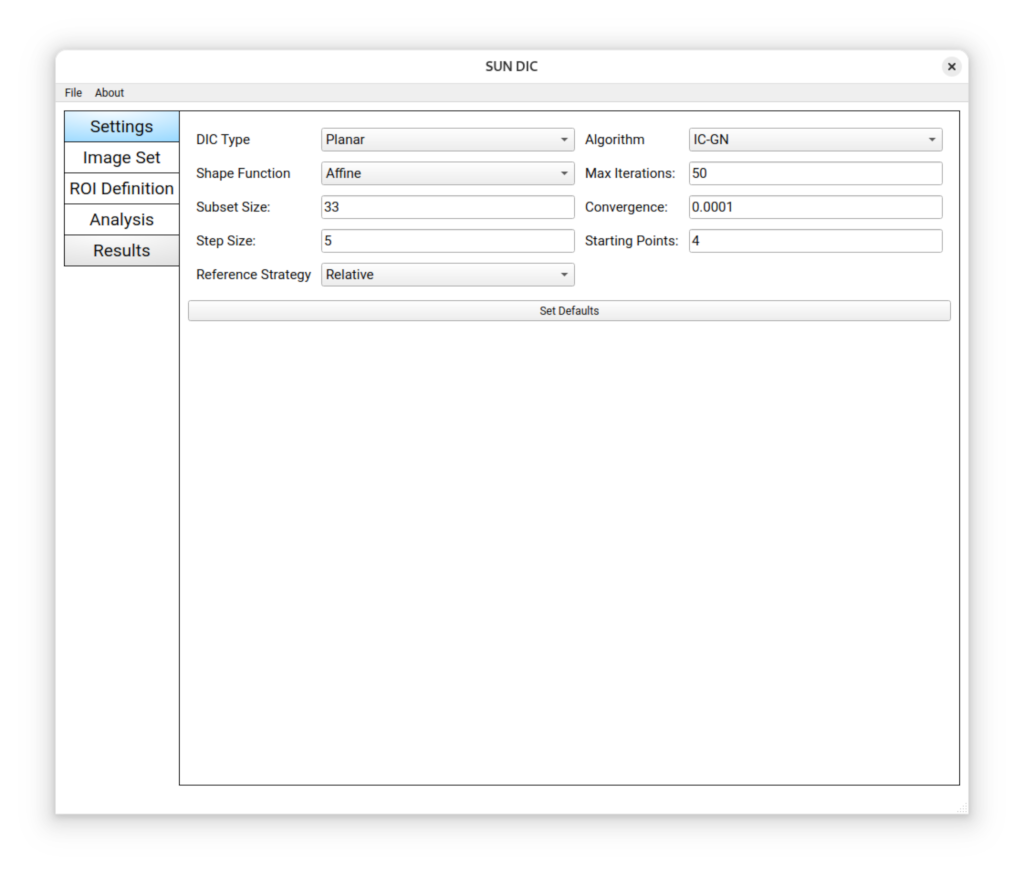 SUN DIC
File About
Settings
Image Set
ROI Definition
Analysis
Results
DIC Type Planar Algorithm IC-GN
Shape Function Affine Max Iterations: 50
Subset Size: 33 Convergence: 0.0001
Step Size: 5 Starting Points: 4
Reference Strategy Relative
Set Defaults